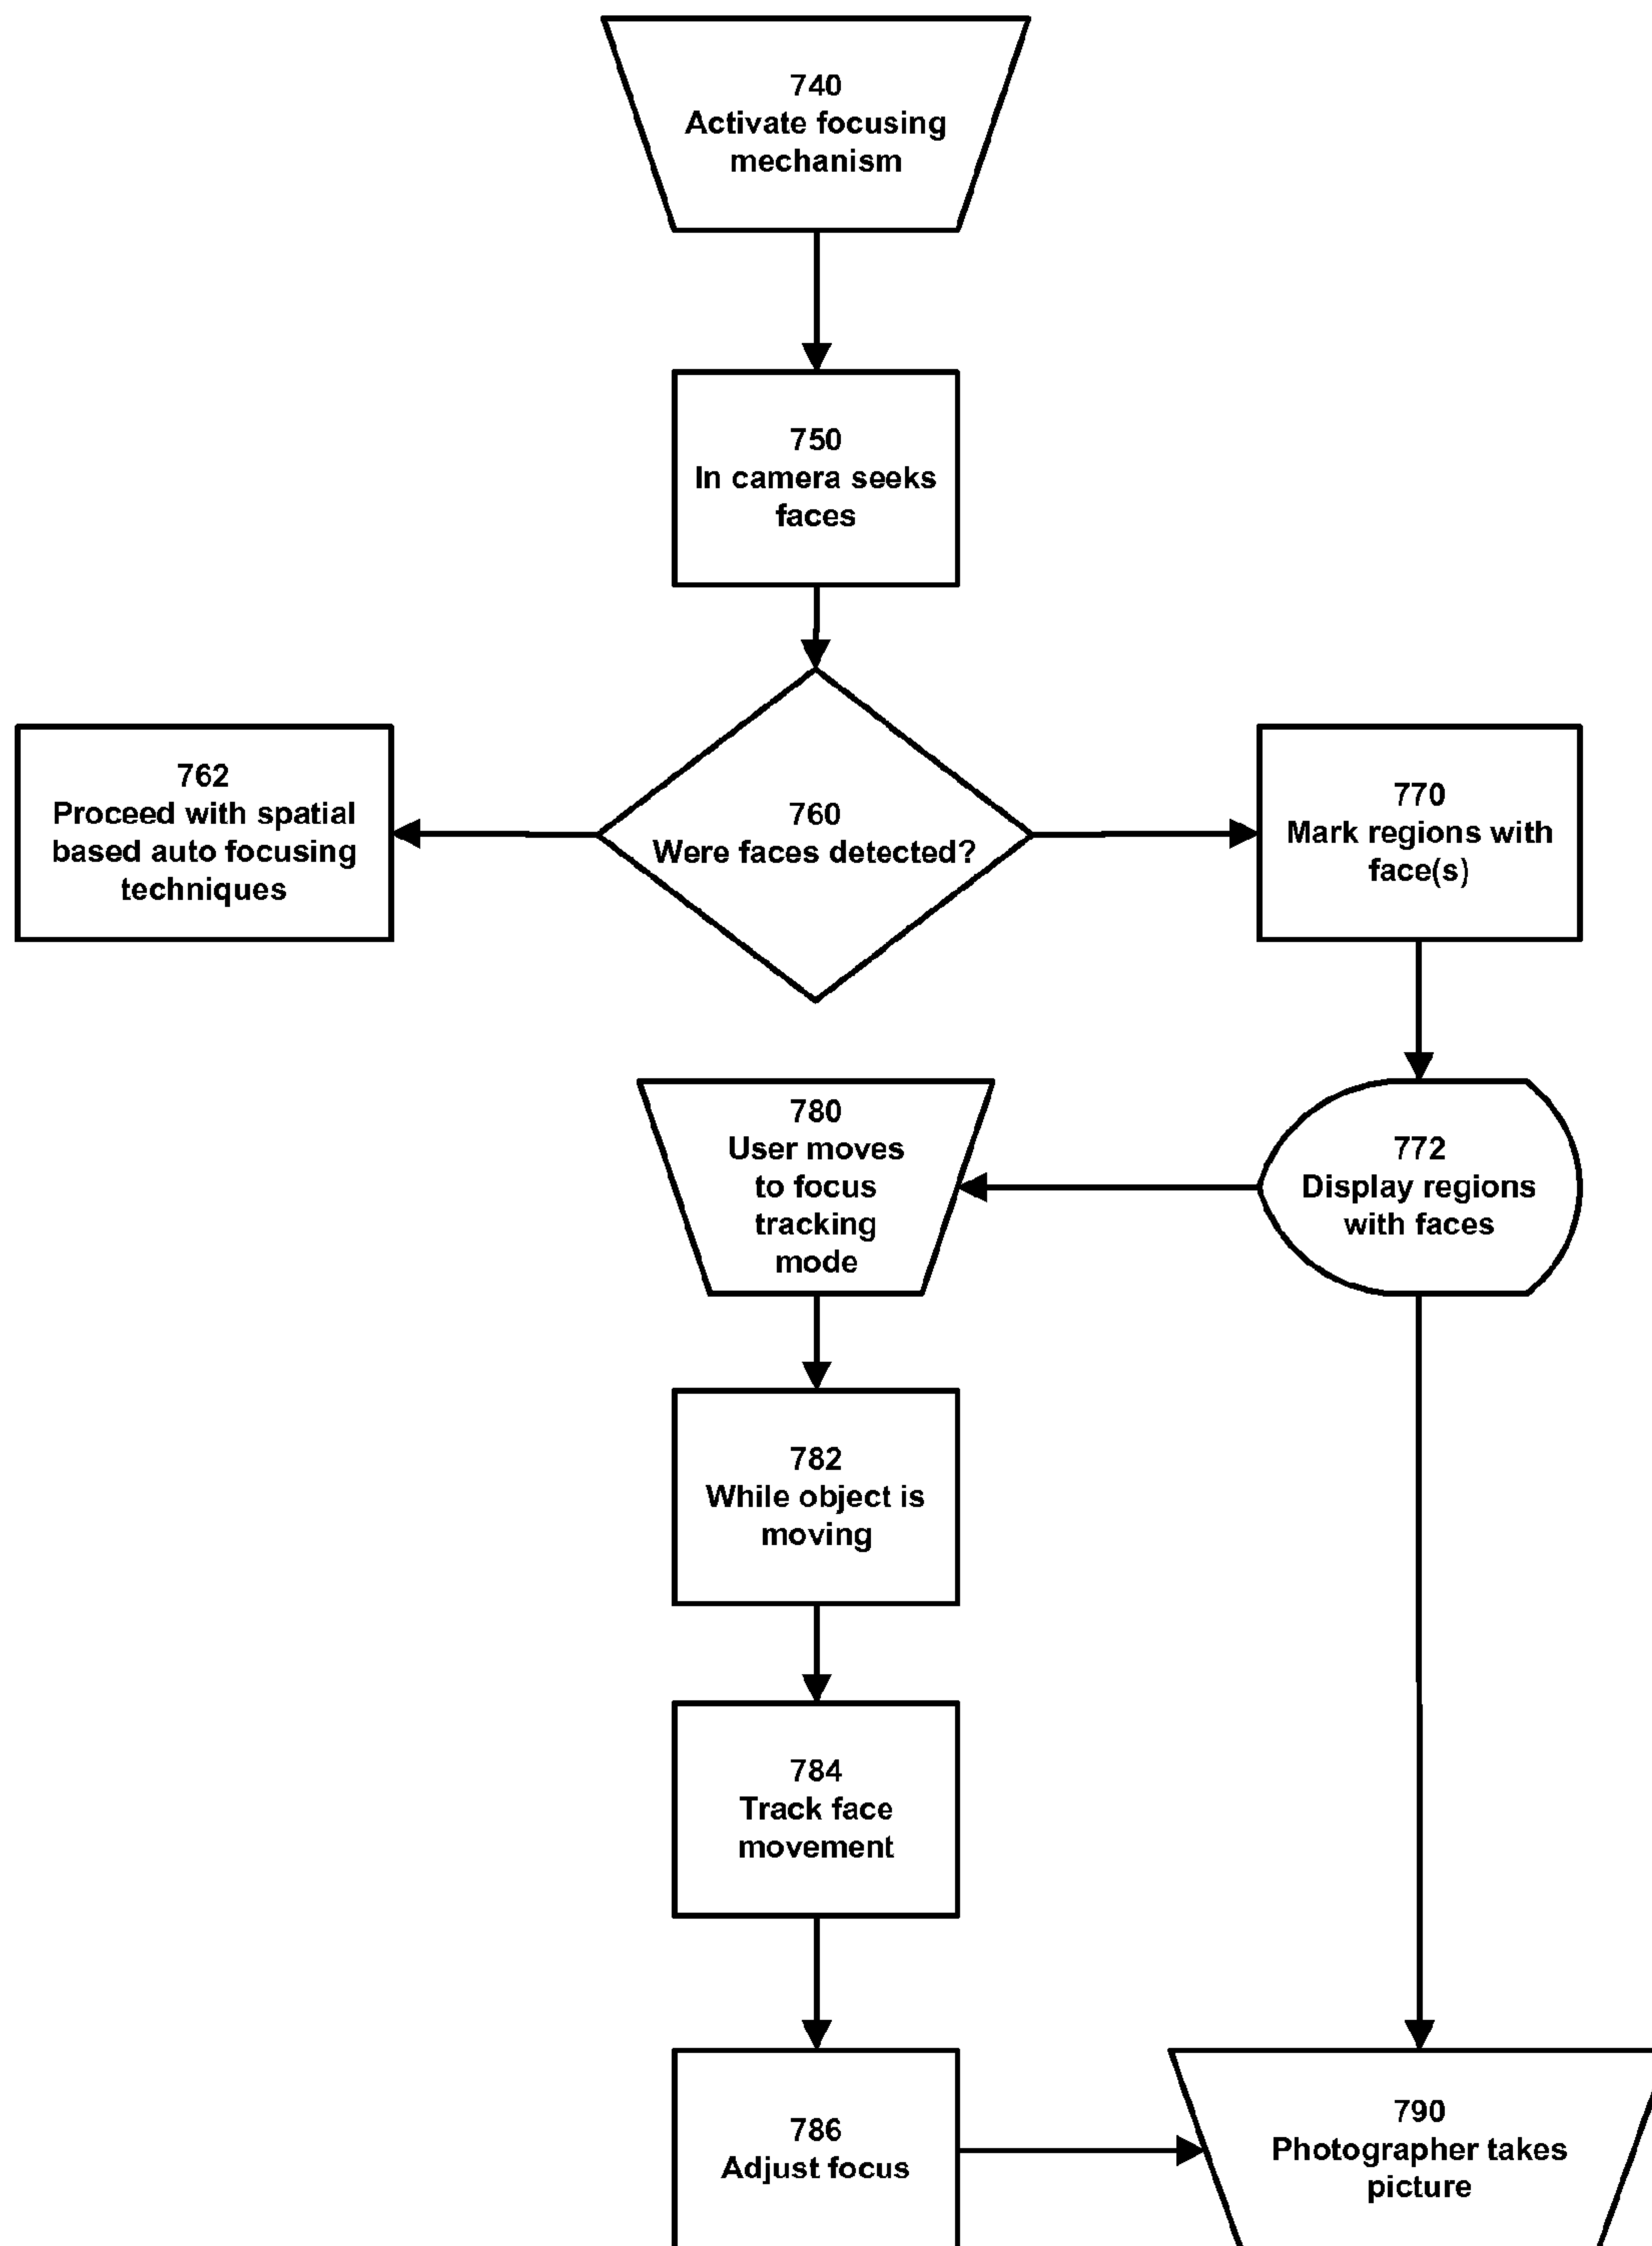 740
Activate focusing
mechanism
750
In camera seeks
faces
762
Proceed with spatial
based auto focusing
techniques
760
Were faces detected?
770
Mark regions with
face(s)
780
User moves
to focus
tracking
mode
772
Display regions
with faces
782
While object is
moving
784
Track face
movement
786
Adjust focus
790
Photographer takes
picture